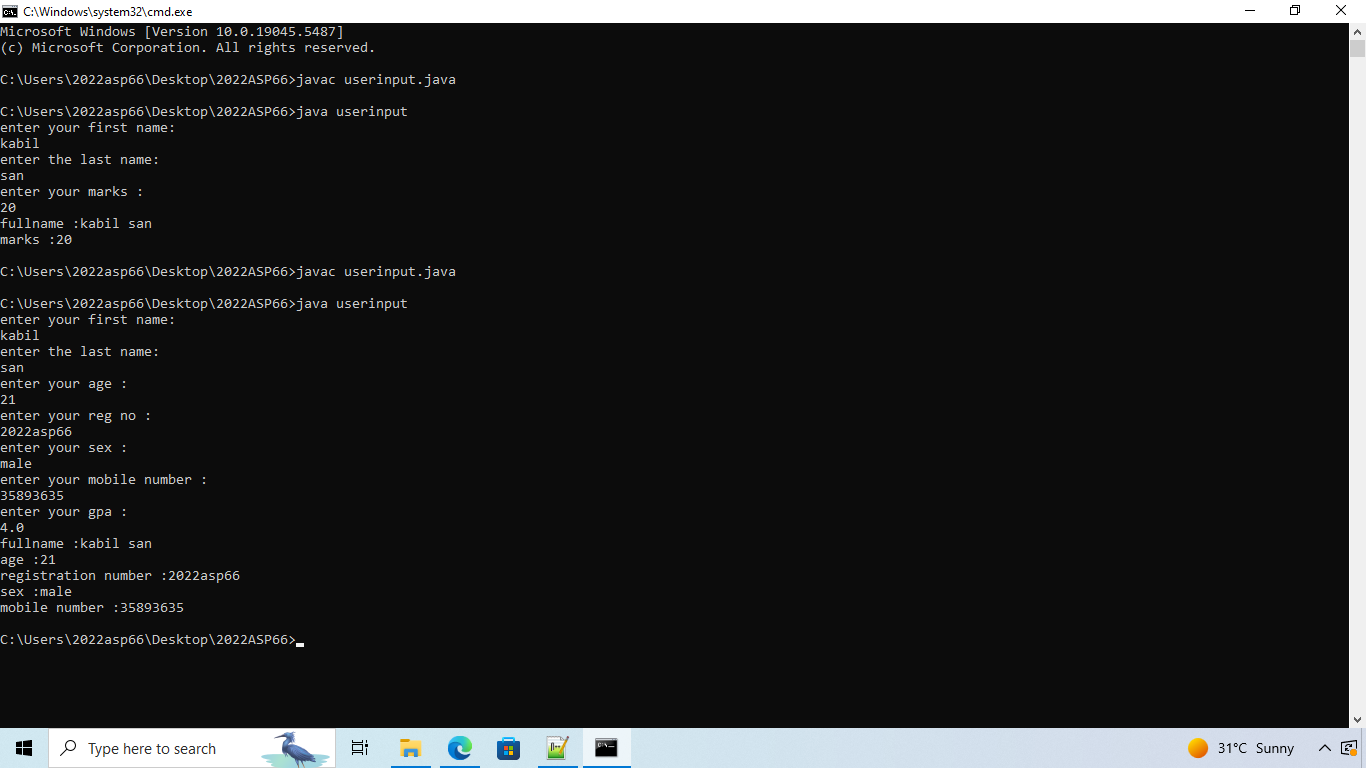 C:\Windows\system32\cmd.exe
Microsoft Windows [Version 10.0.19045.5487]
(c) Microsoft Corporation. All rights reserved.
C:\Users\2022asp66\Desktop\2022ASP66>javac userinput.java
C:\Users\2022asp66\Desktop\2022ASP66>java userinput
enter your first name:
kabil
enter the last name:
san
enter your marks :
20
fullname :kabil san
marks :20
C:\Users\2022asp66\Desktop\2022ASP66>javac userinput.java
C:\Users\2022asp66\Desktop\2022ASP66>java userinput
enter your first name:
kabil
enter the last name:
san
enter your age :
21
enter your reg no :
2022asp66
enter your sex :
male
enter your mobile number :
35893635
enter your gpa :
4.0
fullname :kabil san
age :21
registration number :2022asp66
sex :male
mobile number :35893635
C:\Users\2022asp66\Desktop\2022ASP66>
Type here to search
31°C Sunny